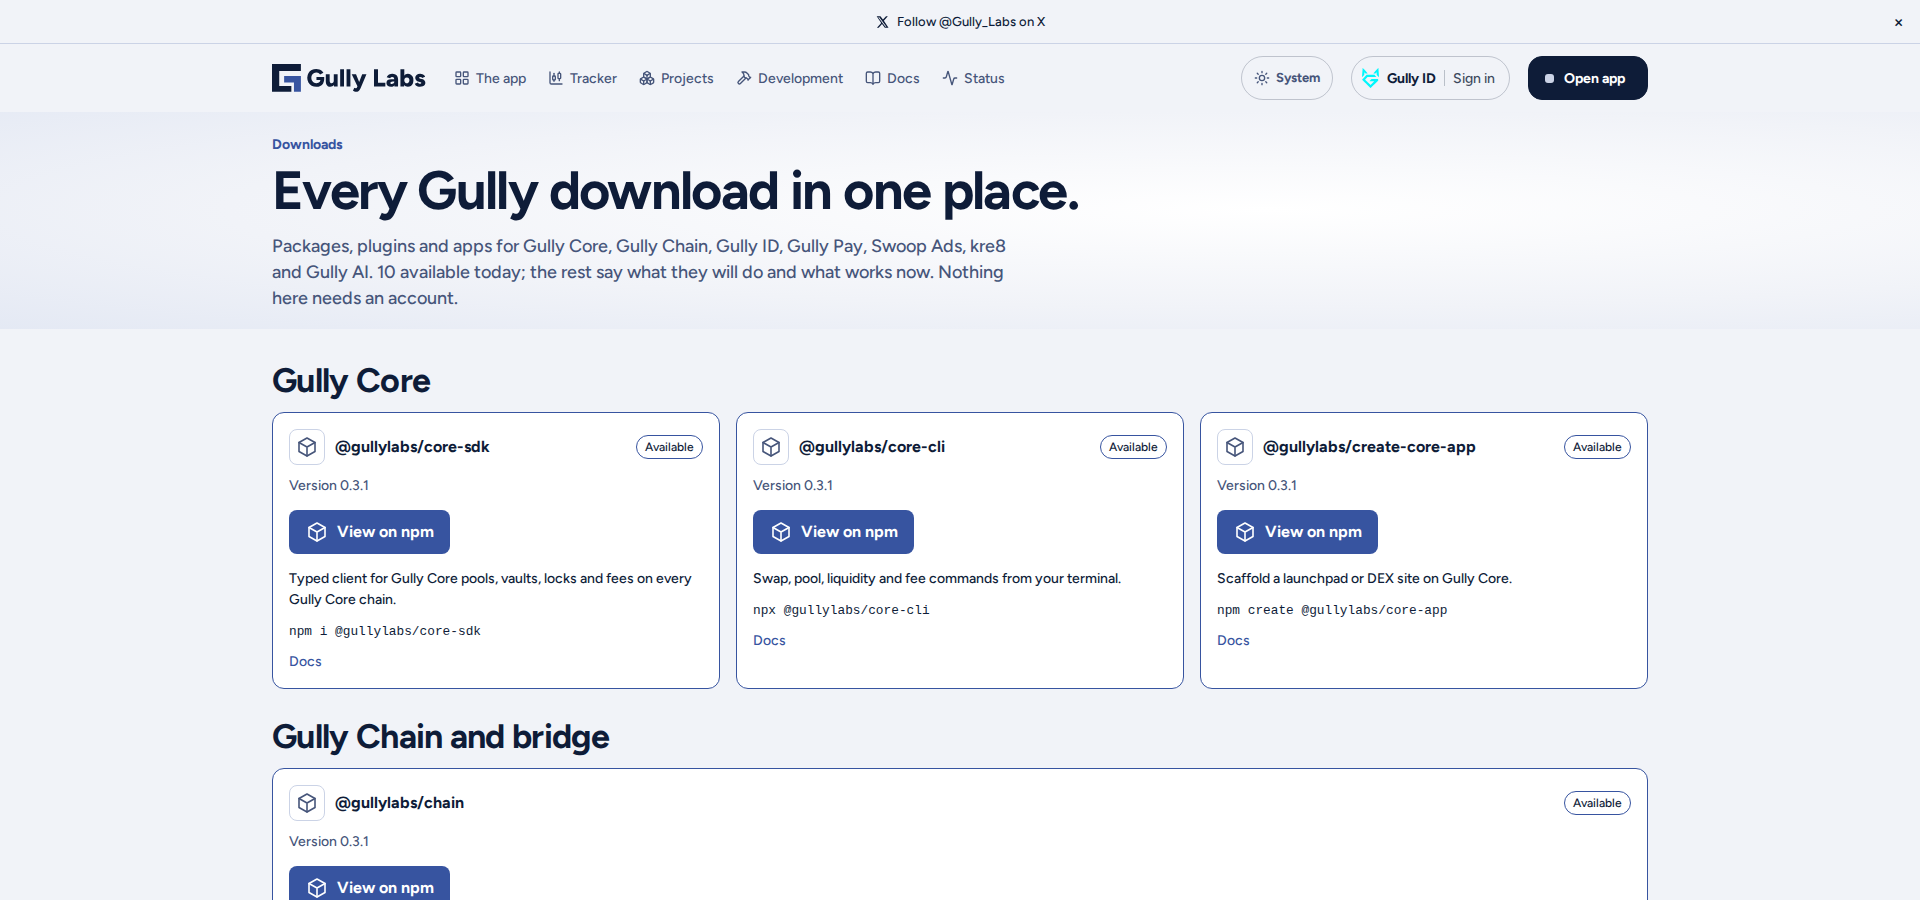 Follow @Gully_Labs on X
×
Gully Labs
The app
Tracker
Projects
Development
Docs
Status
System
Gully ID
Sign in
Open app
Downloads
Every Gully download in one place.
Packages, plugins and apps for Gully Core, Gully Chain, Gully ID, Gully Pay, Swoop Ads, kre8
and Gully AI. 10 available today; the rest say what they will do and what works now. Nothing
here needs an account.
Gully Core
@gullylabs/core-sdk
Available
Version 0.3.1
View on npm
Typed client for Gully Core pools, vaults, locks and fees on every
Gully Core chain.
npm i @gullylabs/core-sdk
Docs
@gullylabs/core-cli
Available
Version 0.3.1
View on npm
Swap, pool, liquidity and fee commands from your terminal.
npx @gullylabs/core-cli
Docs
@gullylabs/create-core-app
Available
Version 0.3.1
View on npm
Scaffold a launchpad or DEX site on Gully Core.
npm create @gullylabs/core-app
Docs
Gully Chain and bridge
@gullylabs/chain
Available
Version 0.3.1
View on npm